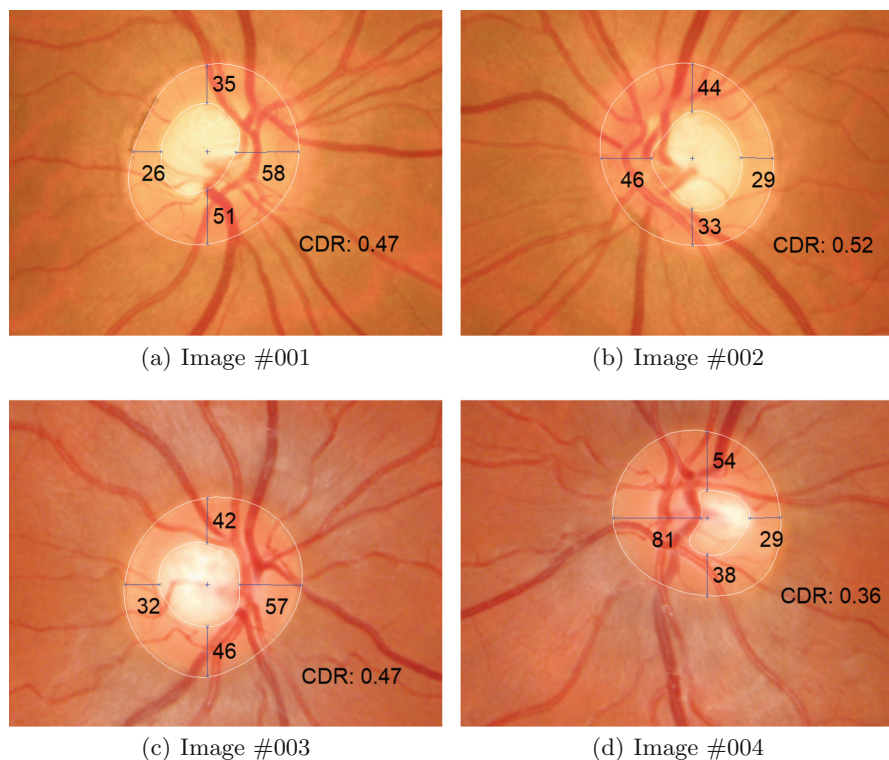 35
26
58
51
CDR: 0.47
(a) Image #001
44
46
29
33
CDR: 0.52
(b) Image #002
42
32
57
46
CDR: 0.47
(c) Image #003
54
81
29
38
CDR: 0.36
(d) Image #004